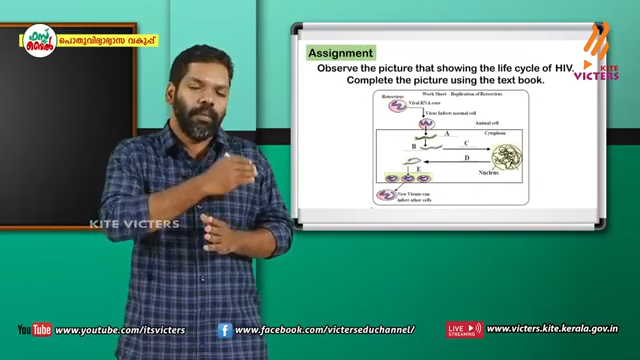 ഫസ്റ്റ് ബെൽ
പൊതുവിദ്യാഭ്യാസ വകുപ്പ്
Assignment
KITE
VICTERS
Observe the picture that showing the life cycle of HIV.
Complete the picture using the text book.
Work Sheet - Replication of Retrovirus
Retrovirus
Viral RNA core
Virus Infects normal cell
Animal cell
A
Cytoplasm
B
C
D
E
Nucleus
New Viruses can
infect other cells
KITE VICTERS
YouTube www.youtube.com/itsvicters
f www.facebook.com/victerseduchannel/
LIVE STREAMING www.victers.kite.kerala.gov.in